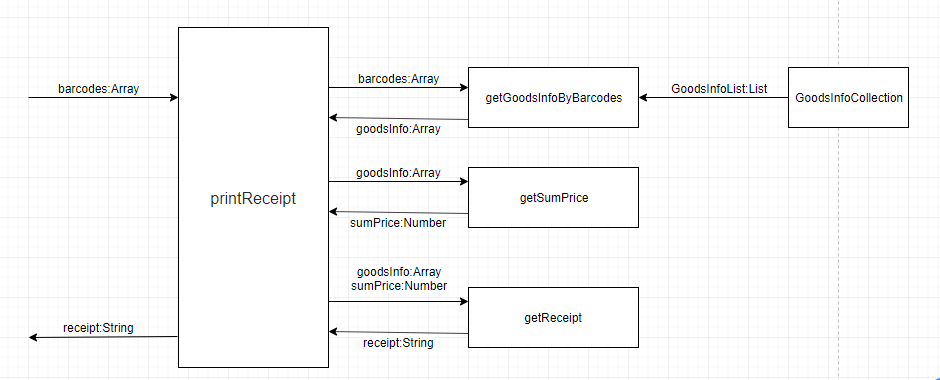 barcodes:Array
printReceipt
receipt:String
barcodes:Array
goodsInfo:Array
getGoodsInfoByBarcodes
GoodsInfoList:List
GoodsInfoCollection
goodsInfo:Array
sumPrice:Number
getSumPrice
goodsInfo:Array
sumPrice:Number
receipt:String
getReceipt